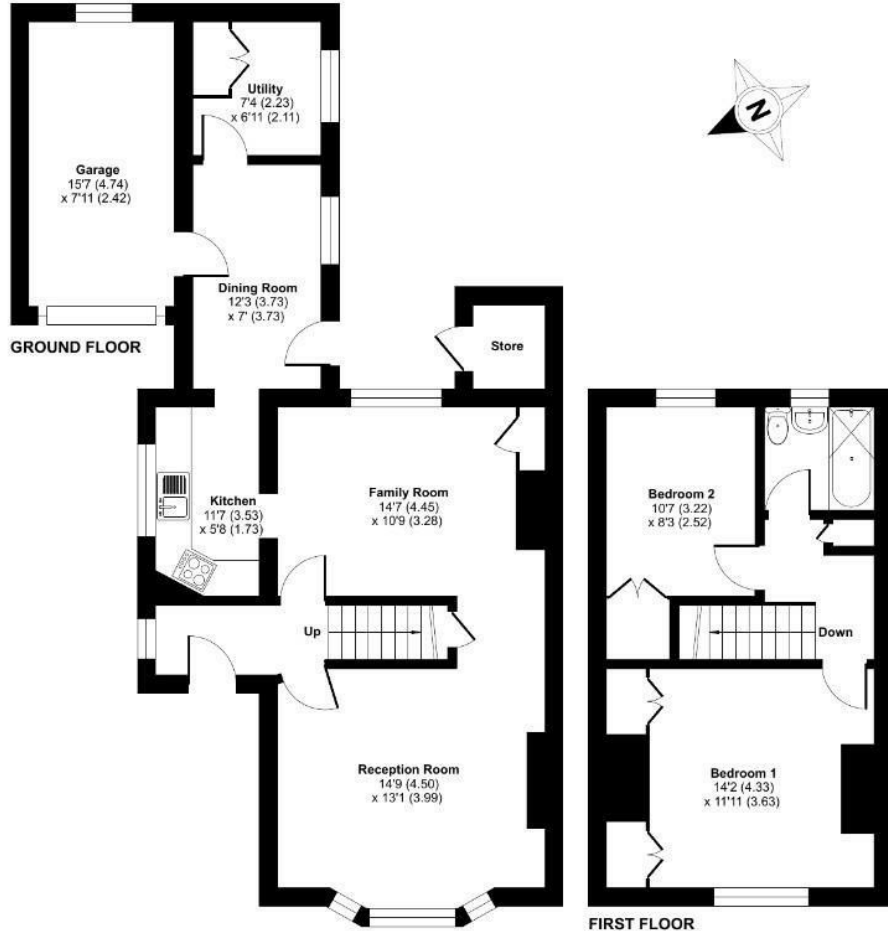 Utility
7'4 (2.23)
x 6'11 (2.11)
Garage
15'7 (4.74)
x 7'11 (2.42)
N
Dining Room
12'3 (3.73)
x 7' (3.73)
GROUND FLOOR
Store
Kitchen
11'7 (3.53)
x 5'8 (1.73)
Family Room
14'7 (4.45)
x 10'9 (3.28)
Bedroom 2
10'7 (3.22)
x 8'3 (2.52)
Up
Down
Reception Room
14'9 (4.50)
x 13'1 (3.99)
Bedroom 1
14'2 (4.33)
x 11'11 (3.63)
FIRST FLOOR